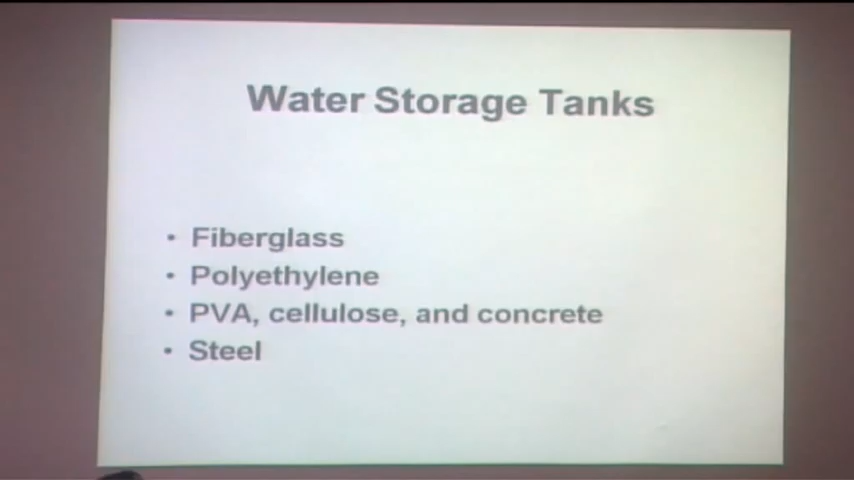 Water Storage Tanks
• Fiberglass
• Polyethylene
• PVA, cellulose, and concrete
• Steel